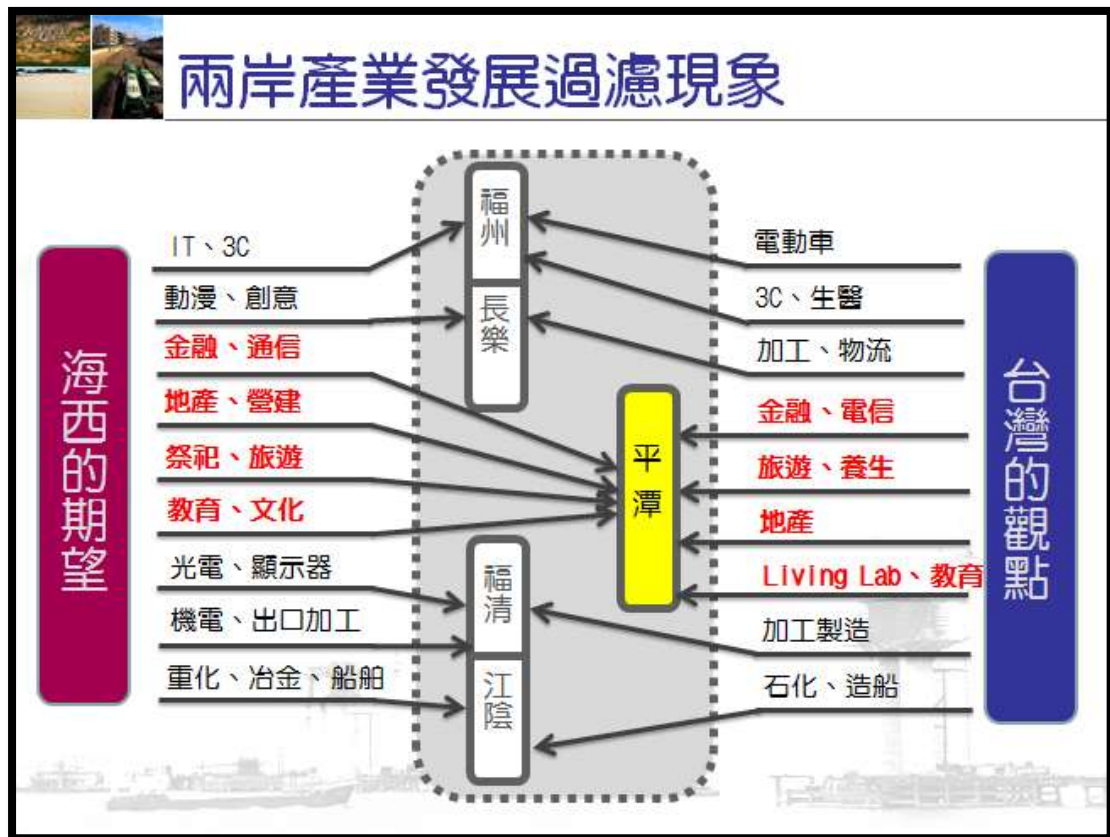 兩岸產業發展過濾現象
海西的期望
IT、3C
動漫、創意
金融、通信
地產、營建
祭祀、旅遊
教育、文化
光電、顯示器
機電、出口加工
重化、冶金、船舶
福州
長樂
平潭
福清
江陰
電動車
3C、生醫
加工、物流
金融、電信
旅遊、養生
地產
Living Lab、教育
加工製造
石化、造船
台灣的觀點